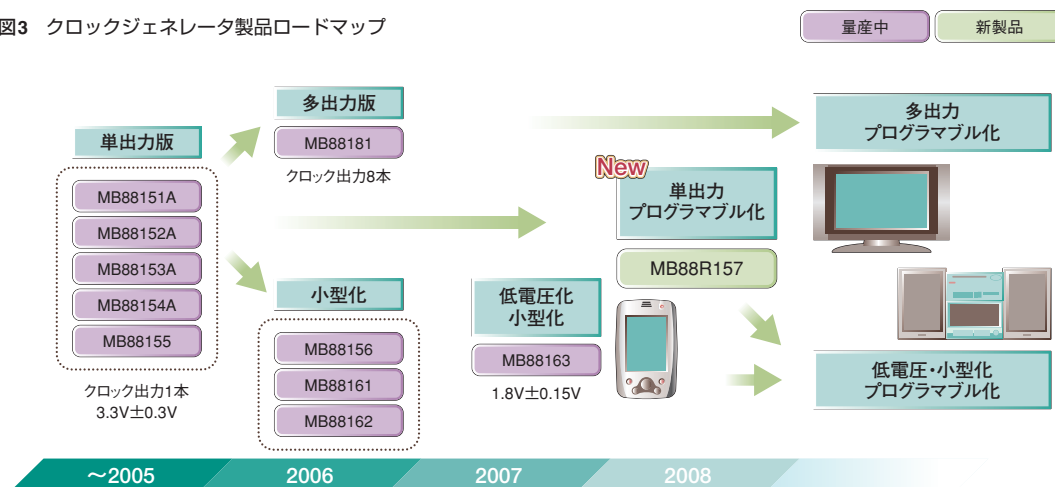 図3 クロックジェネレータ製品ロードマップ
量産中
新製品
多出力版
MB88181
クロック出力8本
単出力版
MB88151A
MB88152A
MB88153A
MB88154A
MB88155
クロック出力1本
3.3V±0.3V
小型化
MB88156
MB88161
MB88162
低電圧化
小型化
MB88163
1.8V±0.15V
New
単出力
プログラマブル化
MB88R157
多出力
プログラマブル化
低電圧・小型化
プログラマブル化
～2005
2006
2007
2008